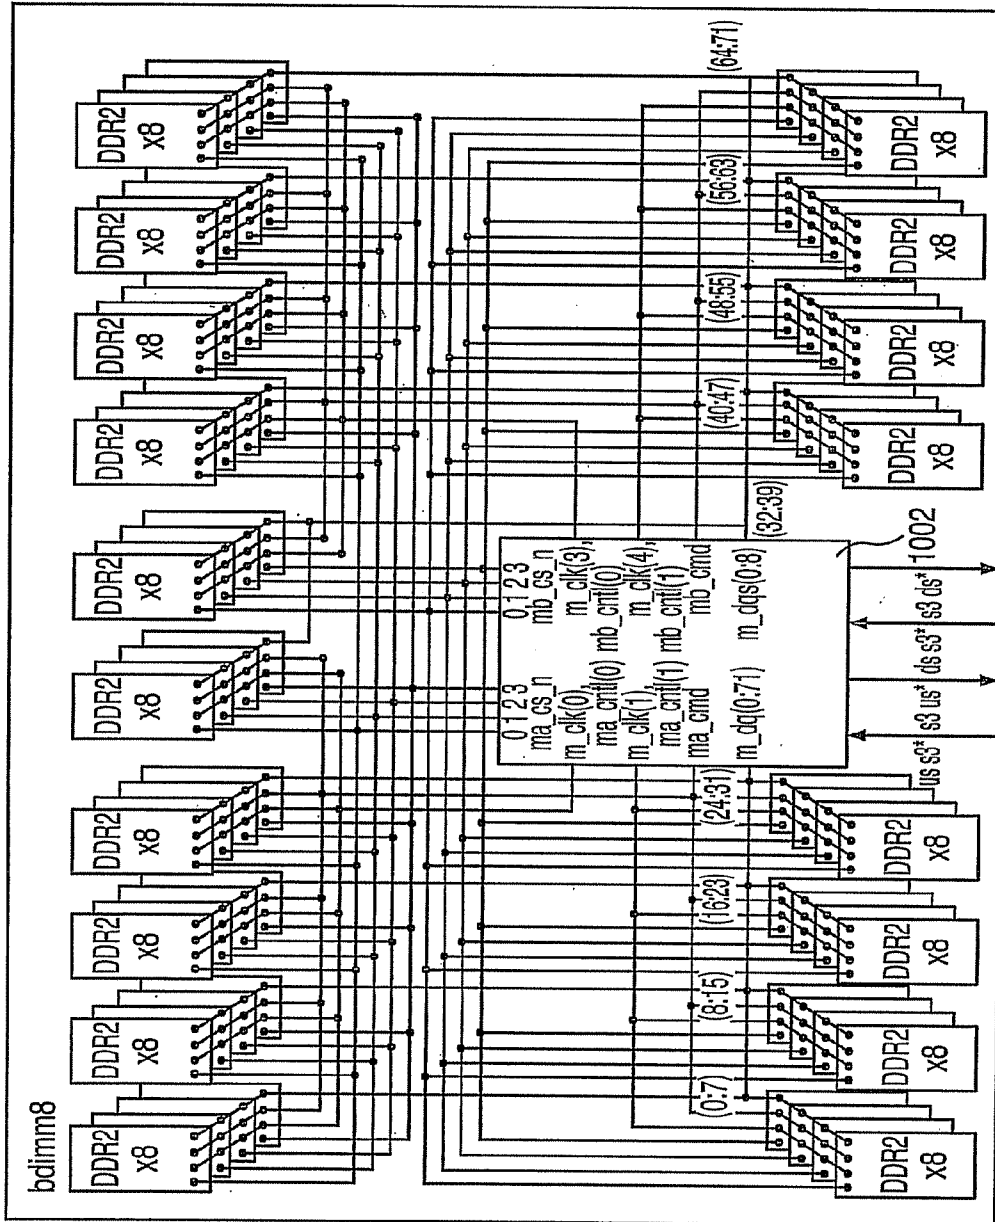 bdimm8
DDR2
x8
DDR2
x8
DDR2
x8
DDR2
x8
DDR2
x8
DDR2
x8
DDR2
x8
DDR2
x8
DDR2
x8
DDR2
x8
0 1 2 3
ma_cs_n
m_clk(0),
ma_cntl(0)
m_clk(1),
ma_cntl(1)
ma_cmd
m_dq(0:71)
0 1 2 3
mb_cs_n
m_clk(3),
mb_cntl(0)
m_clk(4),
mb_cntl(1)
mb_cmd
m_dqs(0:8)
(0:7)
(8:15)
(16:23)
(24:31)
(32:39)
(40:47)
(48:55)
(56:63)
(64:71)
1002
us s3* s3 us* ds s3* s3 ds*
DDR2
x8
DDR2
x8
DDR2
x8
DDR2
x8
DDR2
x8
DDR2
x8
DDR2
x8
DDR2
x8